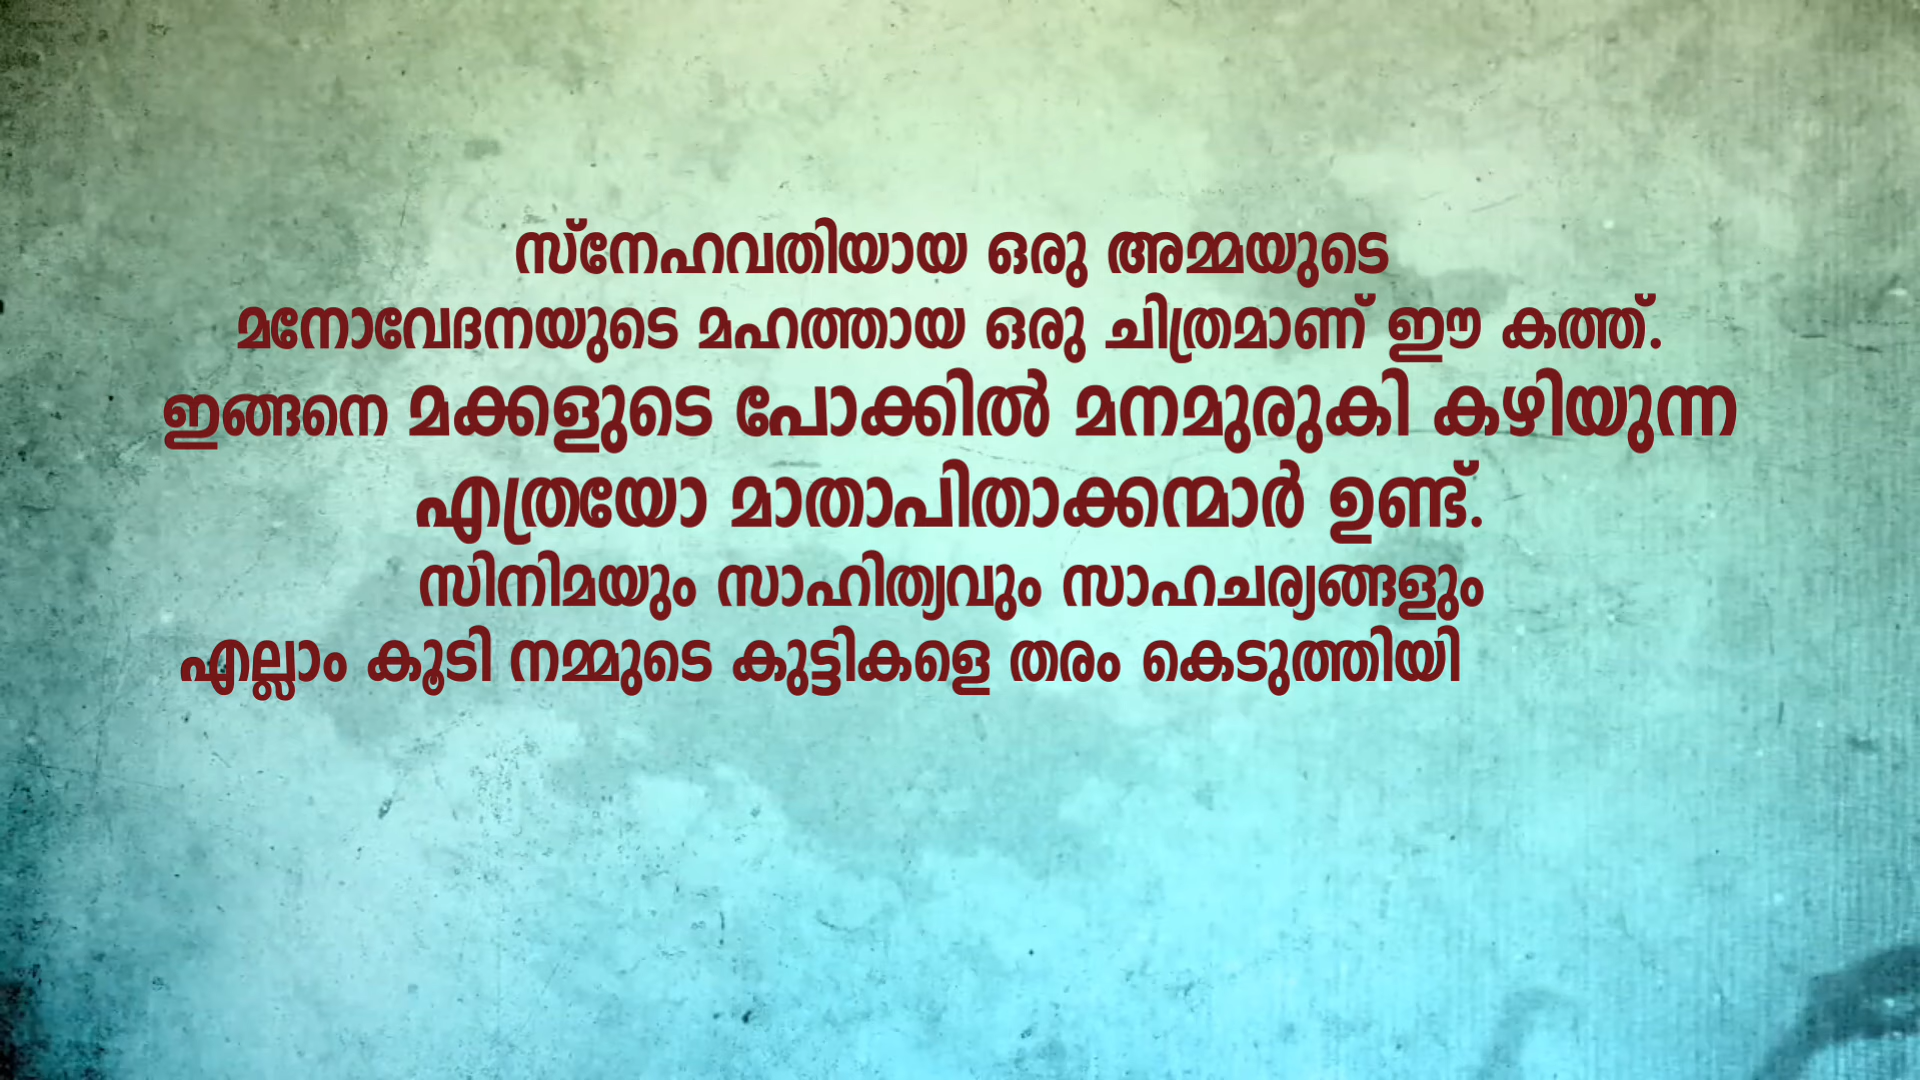 സ്നേഹവതിയായ ഒരു അമ്മയുടെ
മനോവേദനയുടെ മഹത്തായ ഒരു ചിത്രമാണ് ഈ കത്ത്.
ഇങ്ങനെ മക്കളുടെ പോക്കിൽ മനമുരുകി കഴിയുന്ന
എത്രയോ മാതാപിതാക്കന്മാർ ഉണ്ട്.
സിനിമയും സാഹിത്യവും സാഹചര്യങ്ങളും
എല്ലാം കൂടി നമ്മുടെ കുട്ടികളെ തരം കെടുത്തിയി